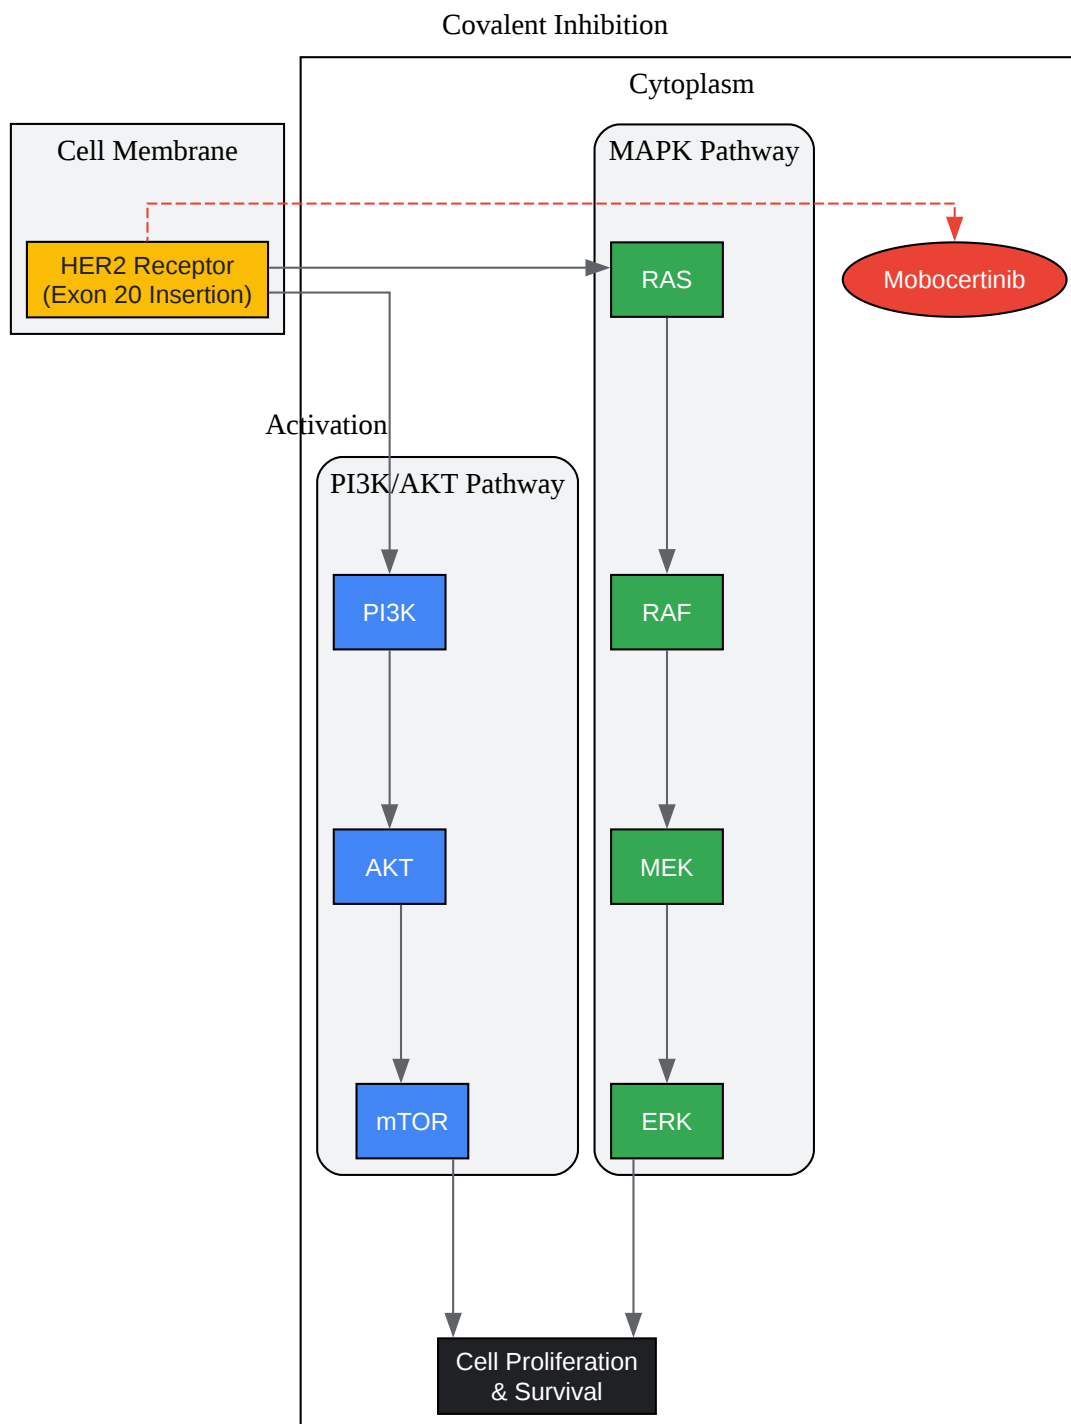 Covalent Inhibition
Cytoplasm
Cell Membrane
MAPK Pathway
HER2 Receptor
(Exon 20 Insertion)
RAS
Mobocertinib
Activation
PI3K/AKT Pathway
PI3K
RAF
AKT
MEK
mTOR
ERK
Cell Proliferation
& Survival